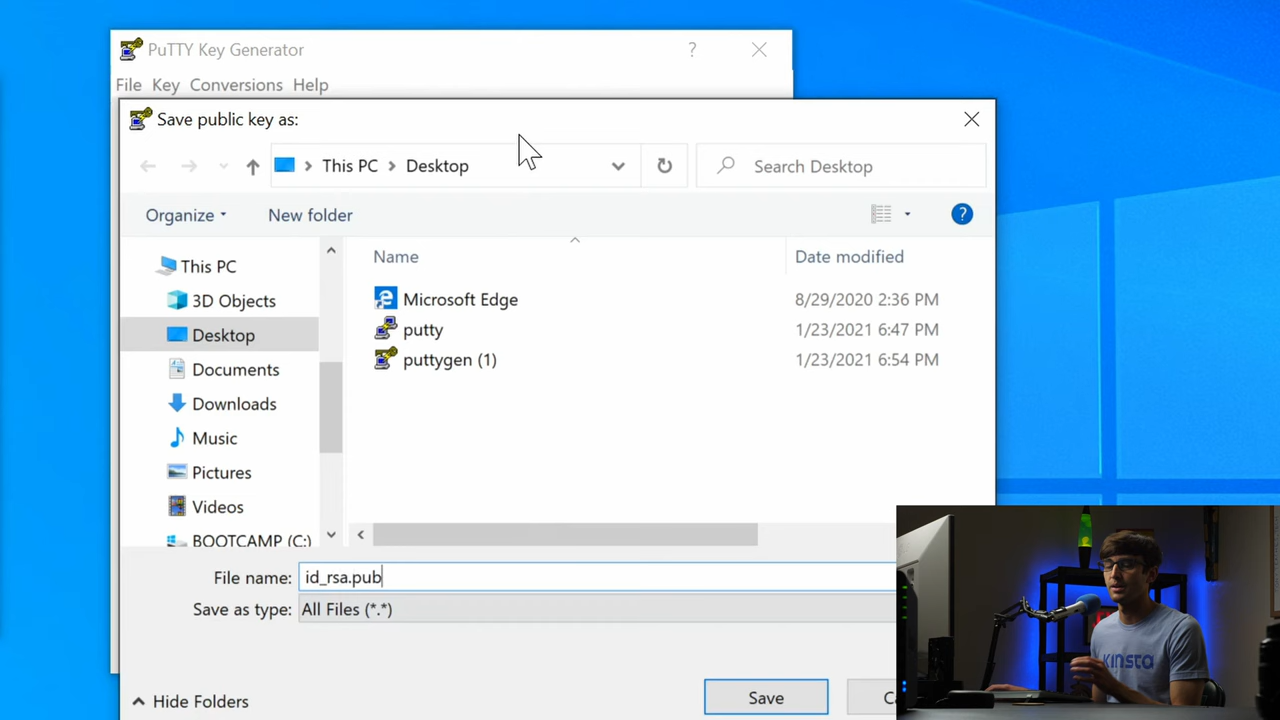 PuTTY Key Generator
?
File Key Conversions Help
Save public key as:
This PC > Desktop
Search Desktop
Organize
New folder
?
Name
Date modified
This PC
3D Objects
Desktop
Documents
Downloads
Music
Pictures
Videos
BOOTCAMP (C:)
Microsoft Edge 8/29/2020 2:36 PM
putty 1/23/2021 6:47 PM
puttygen (1) 1/23/2021 6:54 PM
File name: id_rsa.pub
Save as type: All Files (*.*)
Hide Folders
Save
KINSTA